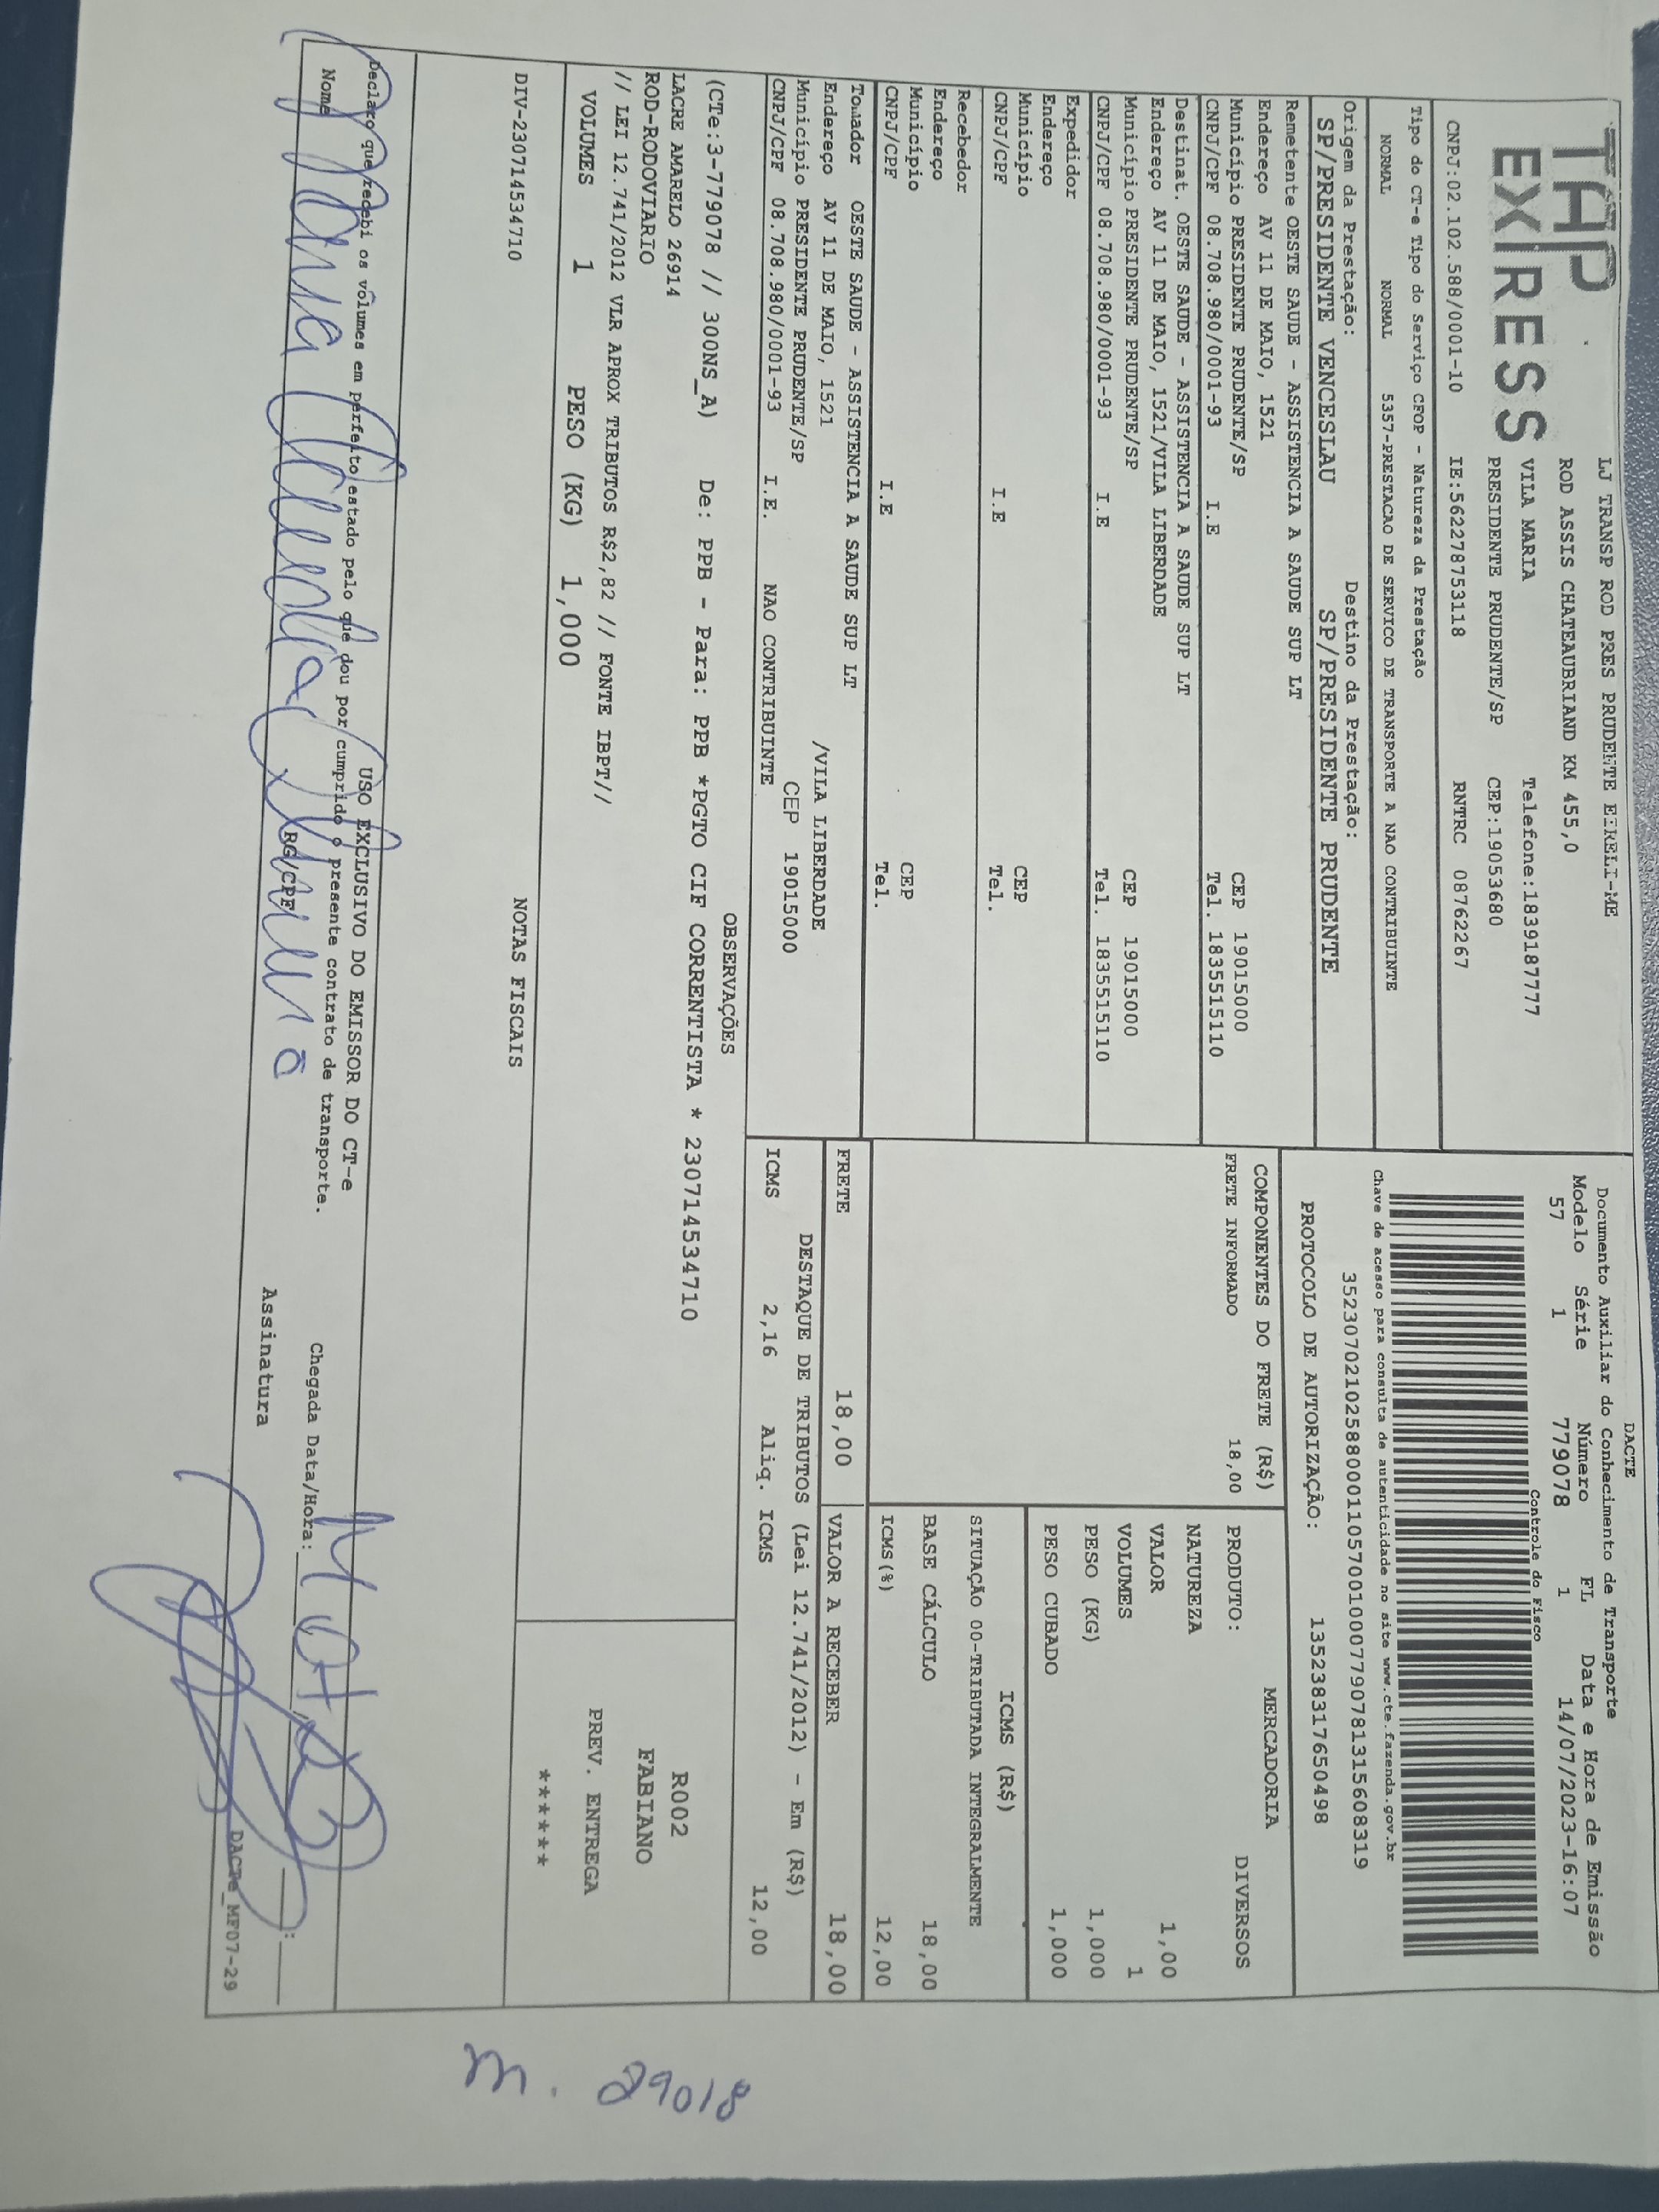 TAP EXPRESS
LJ TRANSP ROD PRES PRUDENTE EIRELI-ME
ROD ASSIS CHATEAUBRIAND KM 455,0
VILA MARIA Telefone:1839187777
PRESIDENTE PRUDENTE/SP CEP:19053680
CNPJ:02.102.588/0001-10 IE:562278753118 RNTRC 08762267
DACTE
Documento Auxiliar do Conhecimento de Transporte
Modelo Série Número FL Data e Hora de Emissão
57 1 779078 1 14/07/2023-16:07
Controle do Fisco
Chave de acesso para consulta de autenticidade no site www.cte.fazenda.gov.br
35230702102588000110570010007790781315608319
PROTOCOLO DE AUTORIZAÇÃO: 135238317650498
Tipo do CT-e Tipo do Serviço CFOP - Natureza da Prestação
NORMAL NORMAL 5357-PRESTACAO DE SERVICO DE TRANSPORTE A NAO CONTRIBUINTE
Origem da Prestação: Destino da Prestação:
SP/PRESIDENTE VENCESLAU SP/PRESIDENTE PRUDENTE
Remetente OESTE SAUDE - ASSISTENCIA A SAUDE SUP LT
Endereço AV 11 DE MAIO, 1521
Município PRESIDENTE PRUDENTE/SP CEP 19015000
CNPJ/CPF 08.708.980/0001-93 I.E Tel. 1835515110
Destinat. OESTE SAUDE - ASSISTENCIA A SAUDE SUP LT
Endereço AV 11 DE MAIO, 1521/VILA LIBERDADE
Município PRESIDENTE PRUDENTE/SP CEP 19015000
CNPJ/CPF 08.708.980/0001-93 I.E Tel. 1835515110
Expedidor
Endereço
Município CEP
CNPJ/CPF I.E Tel.
Recebedor
Endereço
Município CEP
CNPJ/CPF I.E Tel.
Tomador OESTE SAUDE - ASSISTENCIA A SAUDE SUP LT
Endereço AV 11 DE MAIO, 1521 /VILA LIBERDADE
Município PRESIDENTE PRUDENTE/SP CEP 19015000
CNPJ/CPF 08.708.980/0001-93 I.E. NAO CONTRIBUINTE
COMPONENTES DO FRETE (R$)
FRETE INFORMADO 18,00
MERCADORIA
PRODUTO: DIVERSOS
NATUREZA
VALOR 1,00
VOLUMES 1
PESO (KG) 1,000
PESO CUBADO 1,000
ICMS (R$)
SITUAÇÃO 00-TRIBUTADA INTEGRALMENTE
BASE CÁLCULO 18,00
ICMS(%) 12,00
FRETE 18,00 VALOR A RECEBER 18,00
DESTAQUE DE TRIBUTOS (Lei 12.741/2012) - Em (R$)
ICMS 2,16 Aliq. ICMS 12,00
OBSERVAÇÕES
(CTe:3-779078 // 300NS_A) De: PPB - Para: PPB *PGTO CIF CORRENTISTA * 230714534710
LACRE AMARELO 26914
ROD-RODOVIARIO
// LEI 12.741/2012 VLR APROX TRIBUTOS R$2,82 // FONTE IBPT//
VOLUMES 1 PESO (KG) 1,000
R002
FABIANO
PREV. ENTREGA
******
NOTAS FISCAIS
DIV-230714534710
USO EXCLUSIVO DO EMISSOR DO CT-e
Declaro que recebi os volumes em perfeito estado pelo que dou por cumprido o presente contrato de transporte.
Nome RG/CPF Chegada Data/Hora: :
Assinatura
DACTe_MF07-29
m. 29018